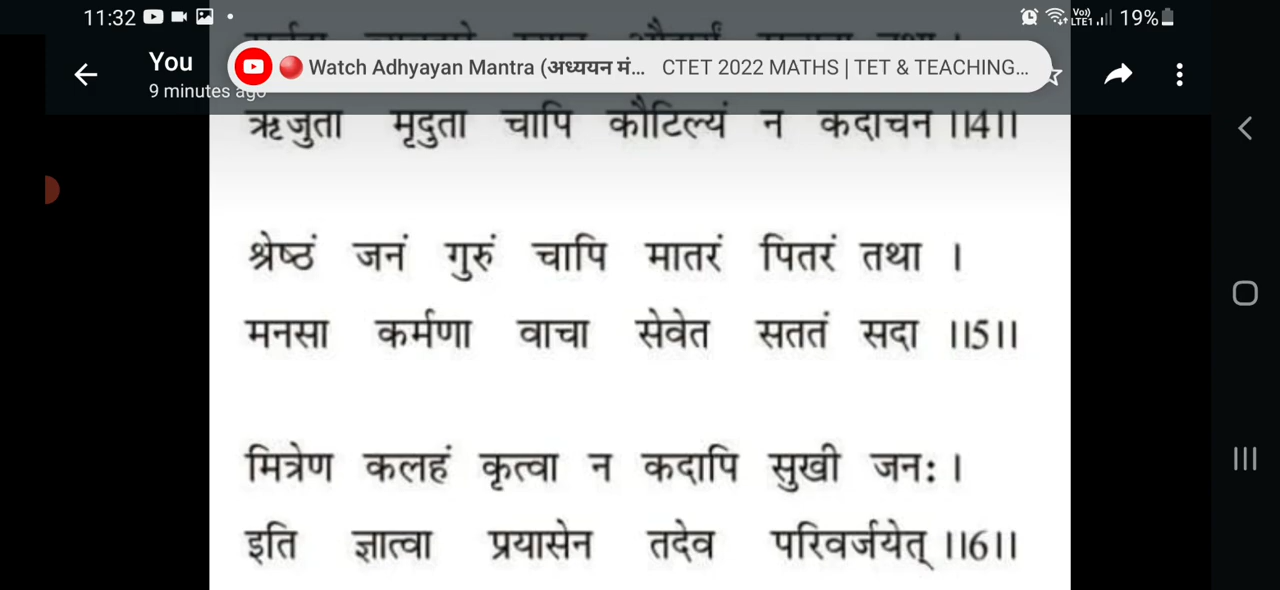 11:32
Vo)) LTE1 19%
You
9 minutes ago
Watch Adhyayan Mantra (अध्ययन मं... CTET 2022 MATHS | TET & TEACHING...
ऋजुता मृदुता चापि कौटिल्यं न कदाचन ।।4।।
श्रेष्ठं जनं गुरुं चापि मातरं पितरं तथा ।
मनसा कर्मणा वाचा सेवेत सततं सदा ।।5।।
मित्रेण कलहं कृत्वा न कदापि सुखी जनः ।
इति ज्ञात्वा प्रयासेन तदेव परिवर्जयेत् ।।6।।